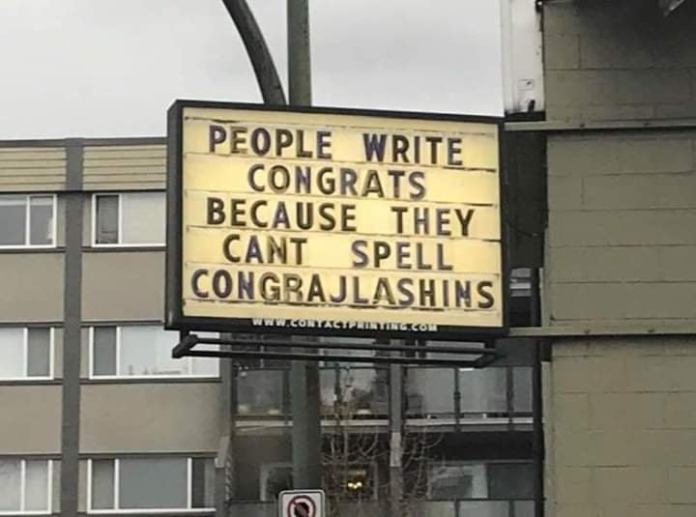 PEOPLE WRITE
CONGRATS
BECAUSE THEY
CANT SPELL
CONGRAJLASHINS
WWW.CONTACTPRINTING.COM